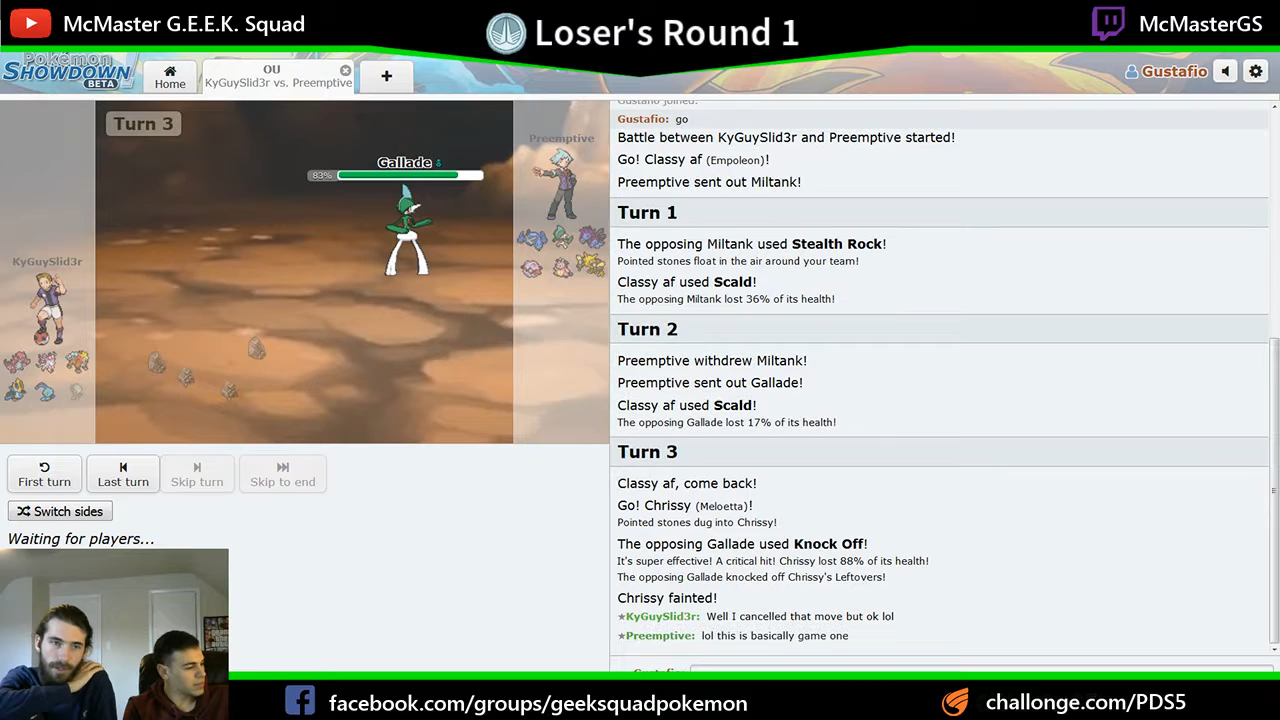 McMaster G.E.E.K. Squad
Loser's Round 1
McMasterGS
Pokémon
SHOWDOWN
BETA
Home
OU
KyGuySlid3r vs. Preemptive
Gustafio
Turn 3
Gallade
83%
Preemptive
KyGuySlid3r
Gustafio joined.
Gustafio: go
Battle between KyGuySlid3r and Preemptive started!
Go! Classy af (Empoleon)!
Preemptive sent out Miltank!
Turn 1
The opposing Miltank used Stealth Rock!
Pointed stones float in the air around your team!
Classy af used Scald!
The opposing Miltank lost 36% of its health!
Turn 2
Preemptive withdrew Miltank!
Preemptive sent out Gallade!
Classy af used Scald!
The opposing Gallade lost 17% of its health!
Turn 3
Classy af, come back!
Go! Chrissy (Meloetta)!
Pointed stones dug into Chrissy!
The opposing Gallade used Knock Off!
It's super effective! A critical hit! Chrissy lost 88% of its health!
The opposing Gallade knocked off Chrissy's Leftovers!
Chrissy fainted!
★KyGuySlid3r: Well I cancelled that move but ok lol
★Preemptive: lol this is basically game one
First turn
Last turn
Skip turn
Skip to end
Switch sides
Waiting for players...
facebook.com/groups/geeksquadpokemon
challonge.com/PDS5